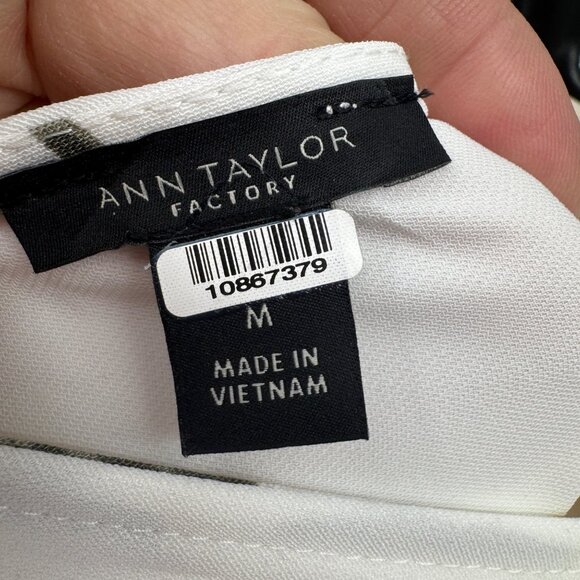 ANN TAYLOR
FACTORY
10867379
M
MADE IN
VIETNAM